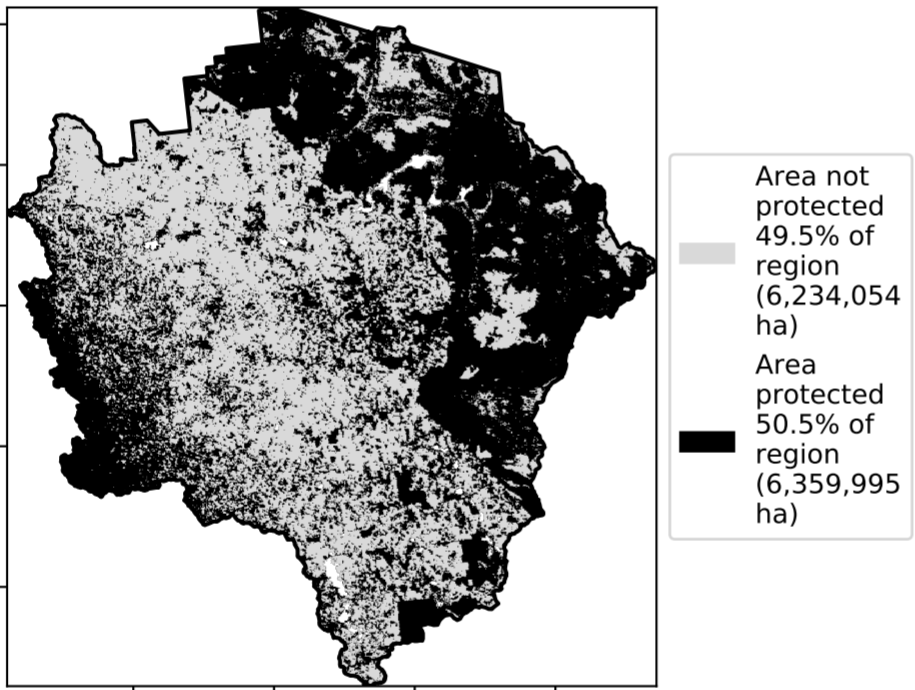 Area not
protected
49.5% of
region
(6,234,054
ha)
Area
protected
50.5% of
region
(6,359,995
ha)